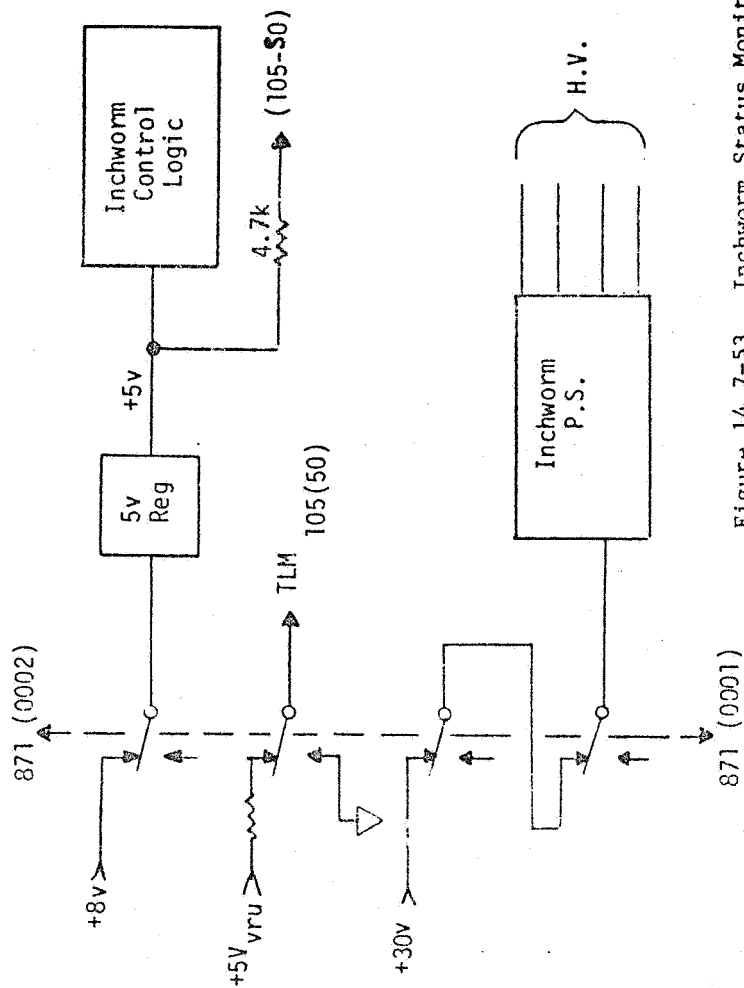 871 (0002)
+8v
5v
Reg
+5v
Inchworm
Control
Logic
4.7k
(105-S0)
+5Vvru
TLM
105(50)
+30v
Inchworm
P.S.
H.V.
871 (0001)
Figure 14.7-53 Inchworm Status Monit